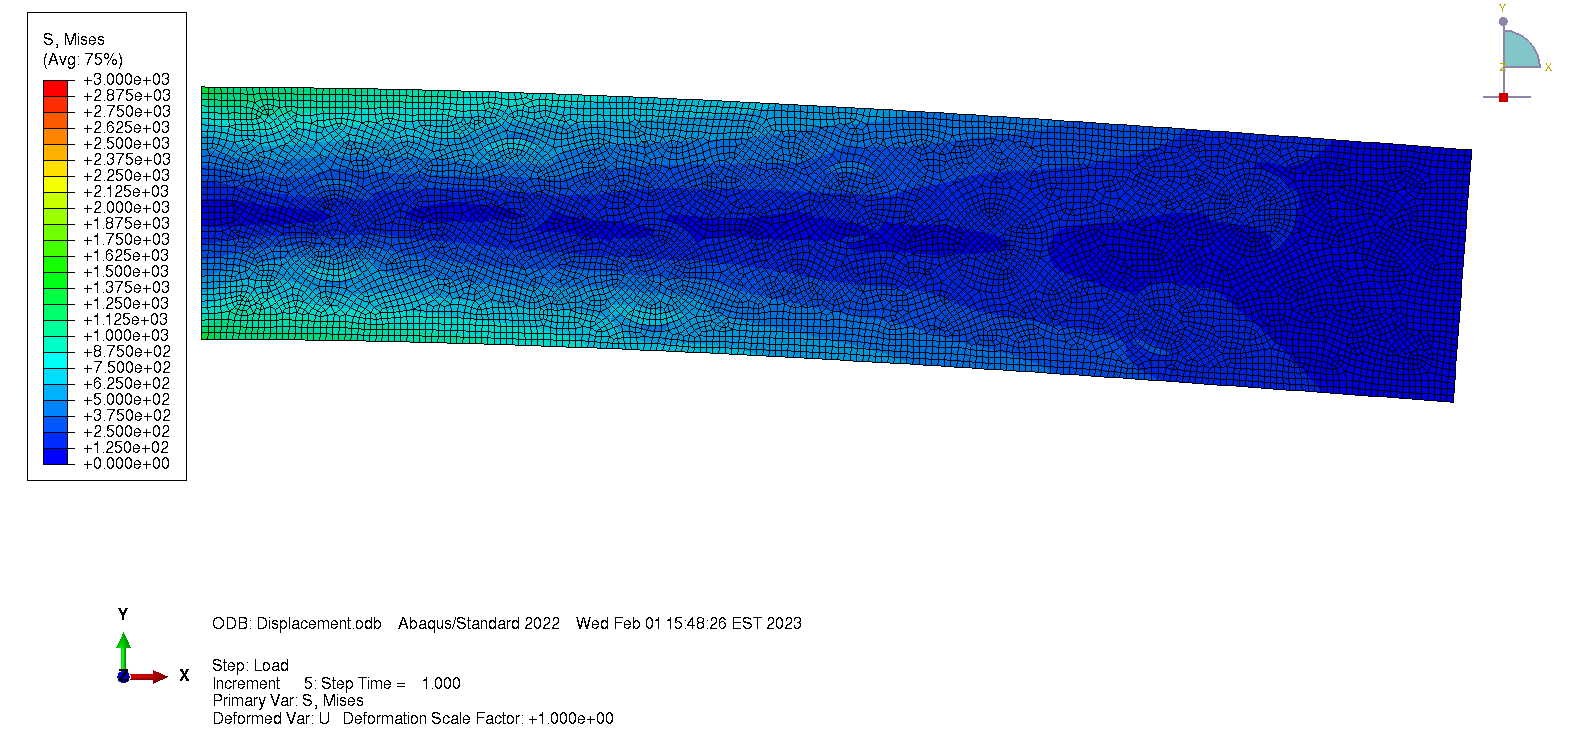 S, Mises
(Avg: 75%)
+3.000e+03
+2.875e+03
+2.750e+03
+2.625e+03
+2.500e+03
+2.375e+03
+2.250e+03
+2.125e+03
+2.000e+03
+1.875e+03
+1.750e+03
+1.625e+03
+1.500e+03
+1.375e+03
+1.250e+03
+1.125e+03
+1.000e+03
+8.750e+02
+7.500e+02
+6.250e+02
+5.000e+02
+3.750e+02
+2.500e+02
+1.250e+02
+0.000e+00
Y
Z X
Y
Z X
ODB: Displacement.odb Abaqus/Standard 2022 Wed Feb 01 15:48:26 EST 2023
Step: Load
Increment 5: Step Time = 1.000
Primary Var: S, Mises
Deformed Var: U Deformation Scale Factor: +1.000e+00